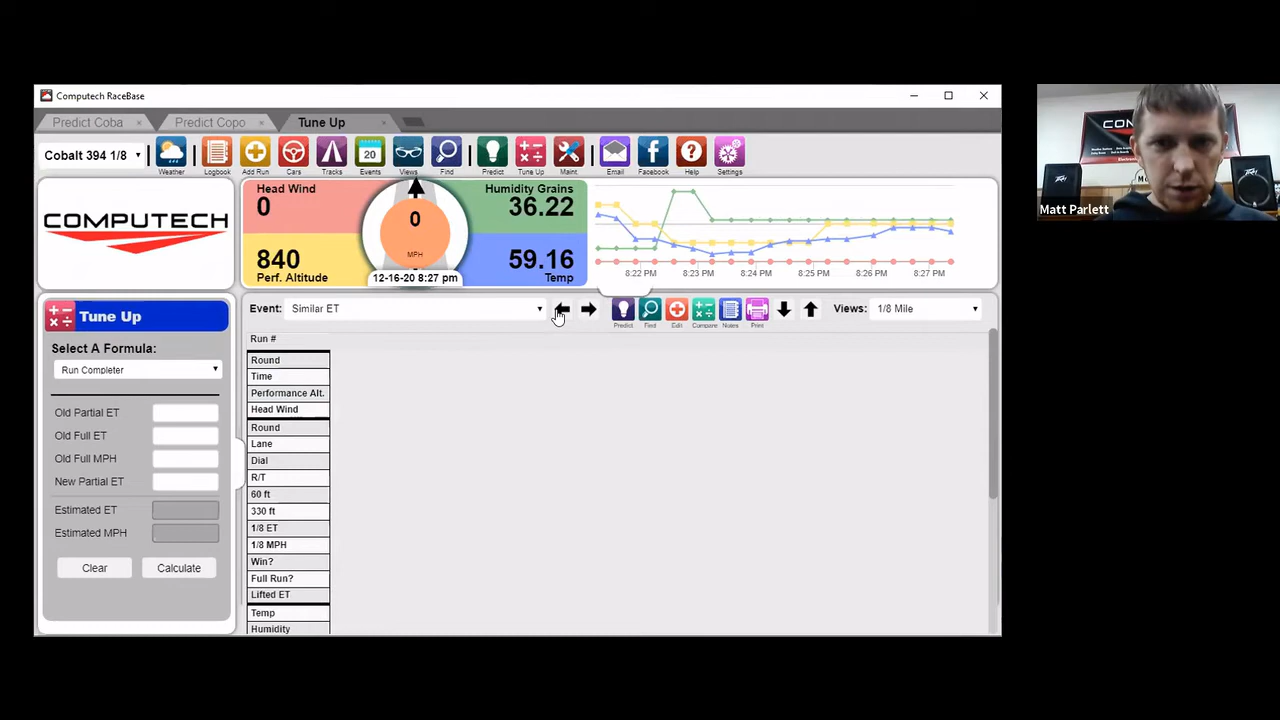 Computech RaceBase
Predict Coba
Predict Copo
Tune Up
Cobalt 394 1/8
Weather
Logbook
Add Run
Cars
Tracks
20
Events
Views
Find
Predict
Tune Up
Maint
Email
Facebook
Help
Settings
COMPUTECH
Head Wind
0
840
Perf. Altitude
0
MPH
12-16-20 8:27 pm
Humidity Grains
36.22
59.16
Temp
8:22 PM 8:23 PM 8:24 PM 8:25 PM 8:26 PM 8:27 PM
Matt Parlett
PEAVEY
Tune Up
Select A Formula:
Run Completer
Old Partial ET
Old Full ET
Old Full MPH
New Partial ET
Estimated ET
Estimated MPH
Clear
Calculate
Event: Similar ET
Predict
Find
Edit
Compare
Notes
Print
Views: 1/8 Mile
Run #
Round
Time
Performance Alt.
Head Wind
Round
Lane
Dial
R/T
60 ft
330 ft
1/8 ET
1/8 MPH
Win?
Full Run?
Lifted ET
Temp
Humidity